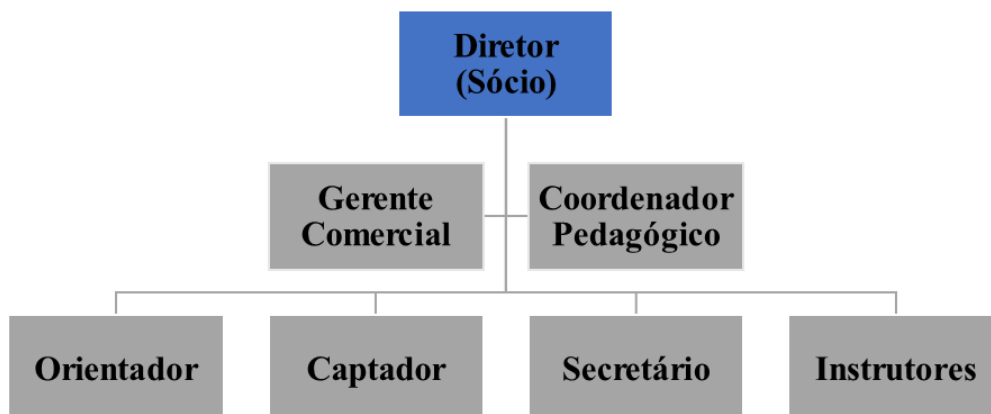 Diretor
(Sócio)
Gerente
Comercial
Coordenador
Pedagógico
Orientador
Captador
Secretário
Instrutores